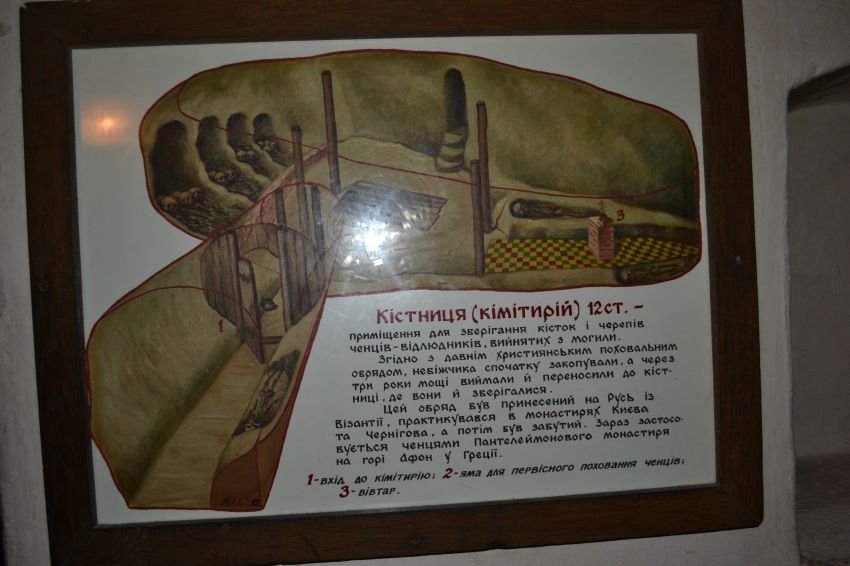 3
1
Кістниця (кімітирій) 12ст. –
приміщення для зберігання кісток і черепів
ченців-відлюдників, вийнятих з могили.
Згідно з давнім християнським поховальним
обрядом, небіжчика спочатку закопували, а через
три роки мощі виймали й переносили до кіст-
ниці, де вони й зберігалися.
Цей обряд був принесений на Русь із
Візантії, практикувався в монастирях Києва
та Чернігова, а потім був забутий. Зараз застосо-
вується ченцями Пантелеймонового монастиря
на горі Афон у Греції.
1-вхід до кімітирію; 2-яма для первісного поховання ченців;
3-вівтар.